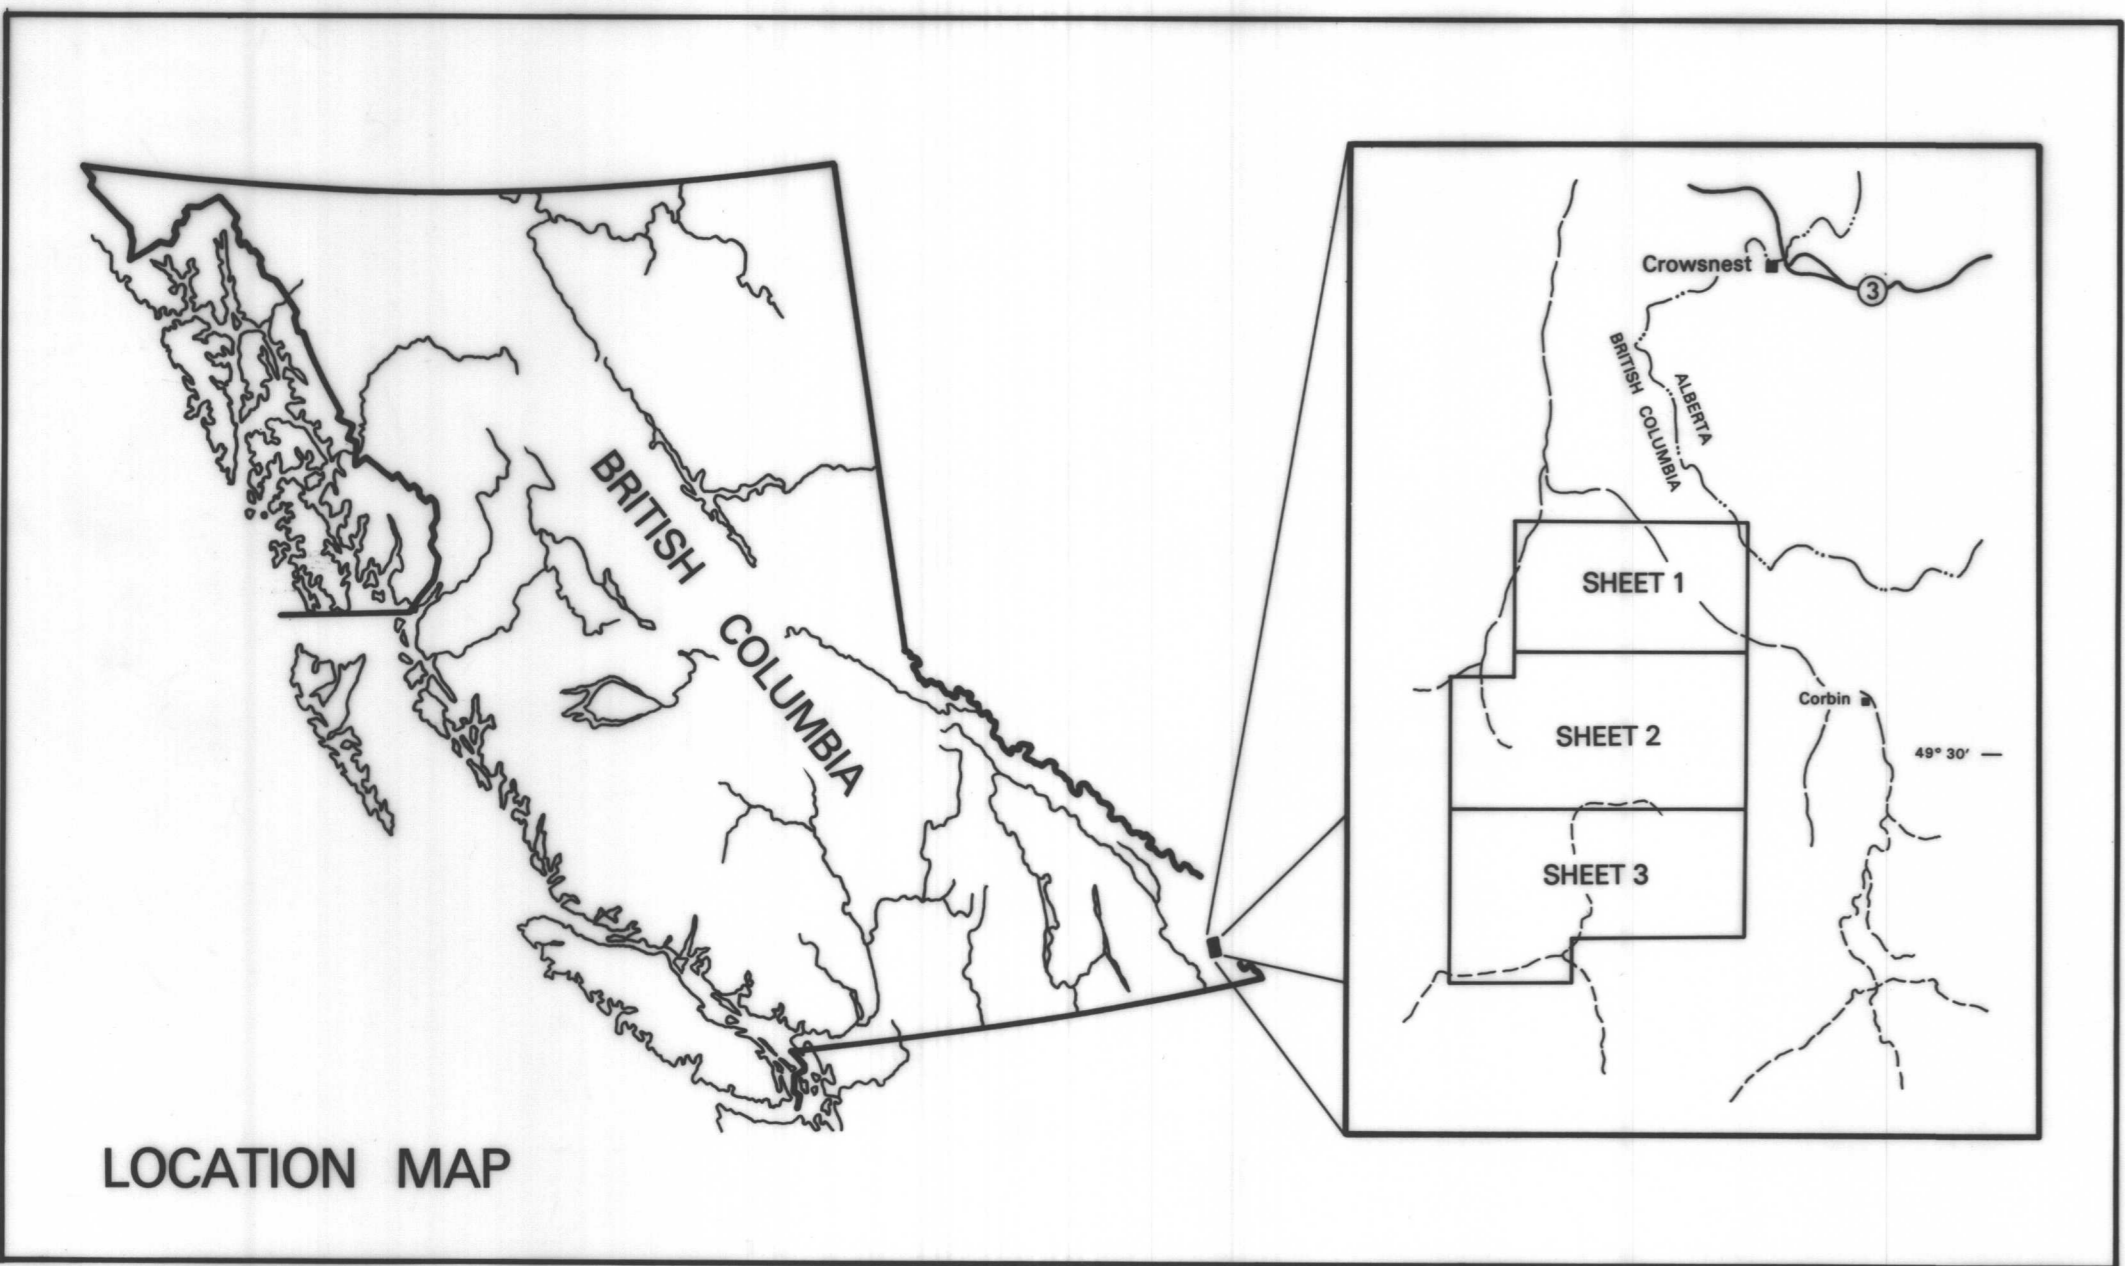 BRITISH COLUMBIA
LOCATION MAP
Crowsnest
3
BRITISH COLUMBIA
ALBERTA
SHEET 1
SHEET 2
SHEET 3
Corbin
49° 30'